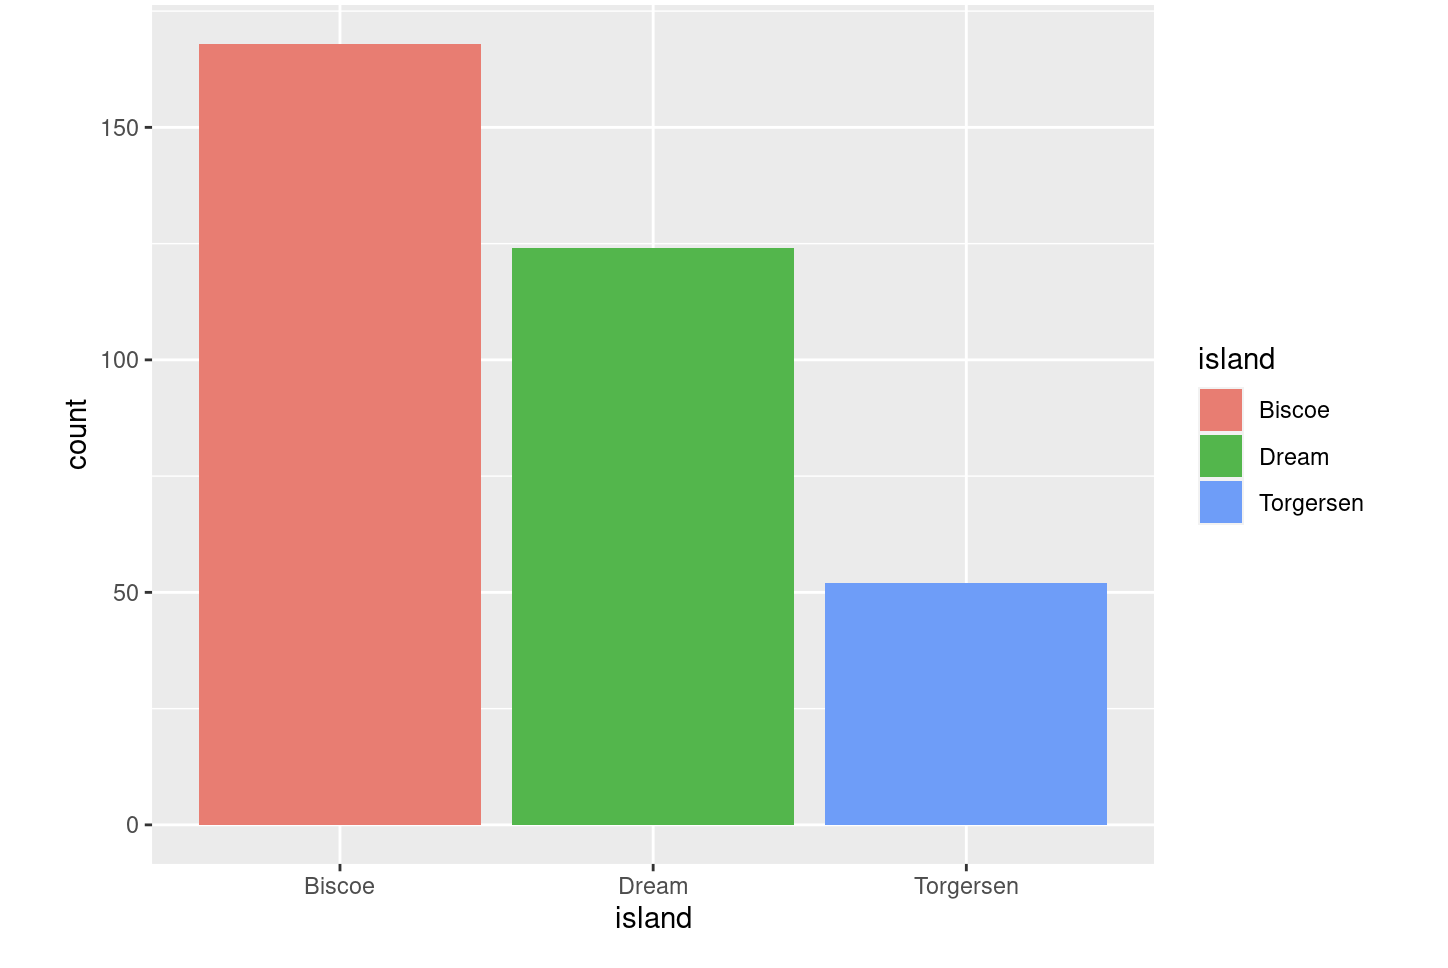 150
100
50
0
count
Biscoe
Dream
Torgersen
island
island
Biscoe
Dream
Torgersen